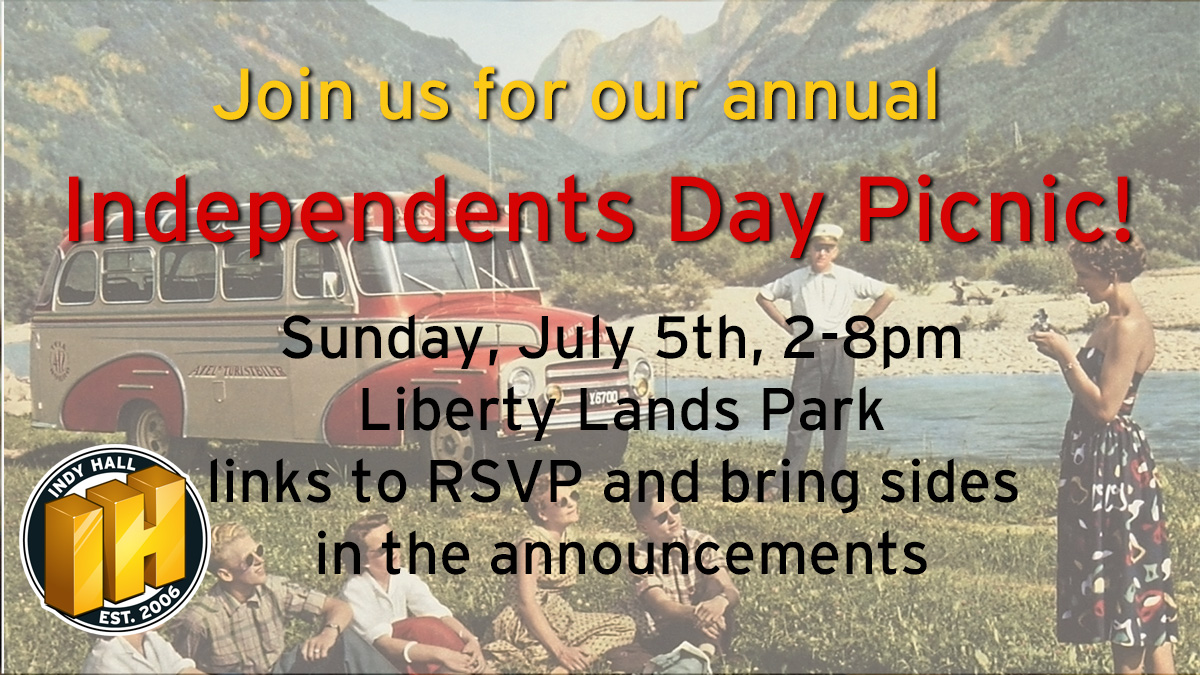 Join us for our annual
Independents Day Picnic!
Sunday, July 5th, 2-8pm
Liberty Lands Park
links to RSVP and bring sides
in the announcements
INDY HALL
IH
EST. 2006
X6700